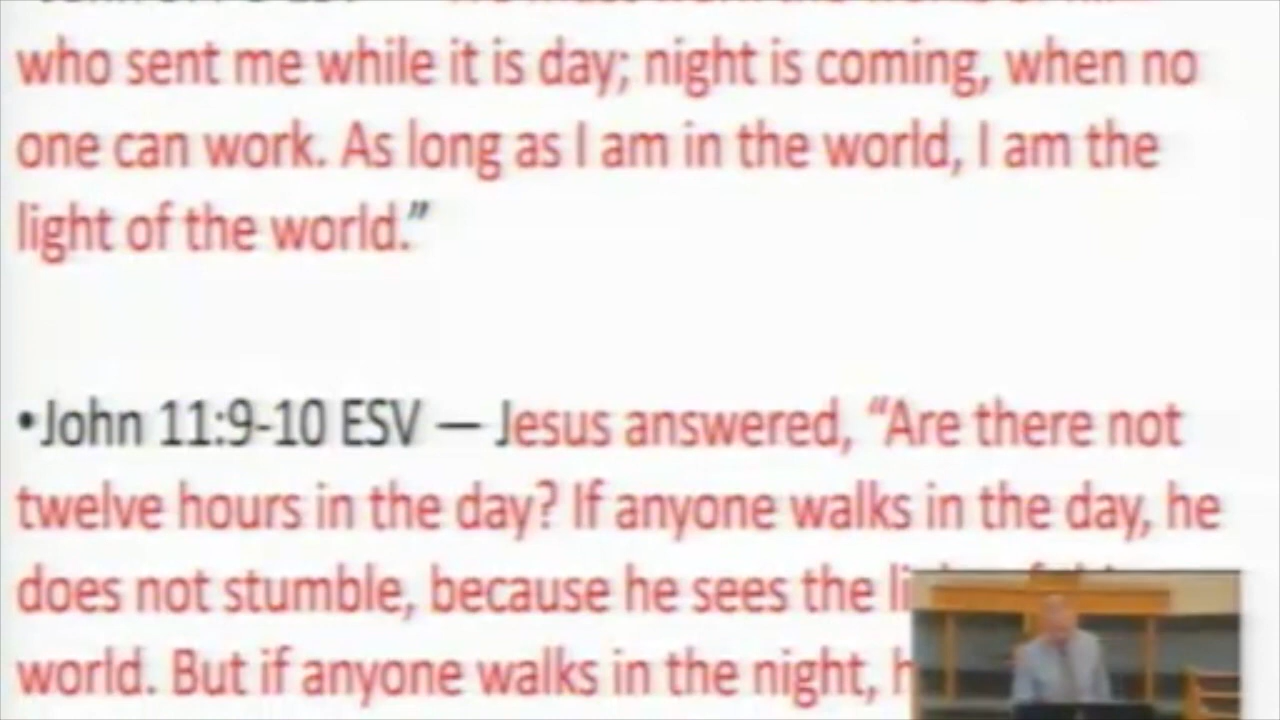 who sent me while it is day; night is coming, when no
one can work. As long as I am in the world, I am the
light of the world.”
•John 11:9-10 ESV — Jesus answered, “Are there not
twelve hours in the day? If anyone walks in the day, he
does not stumble, because he sees the
world. But if anyone walks in the night,